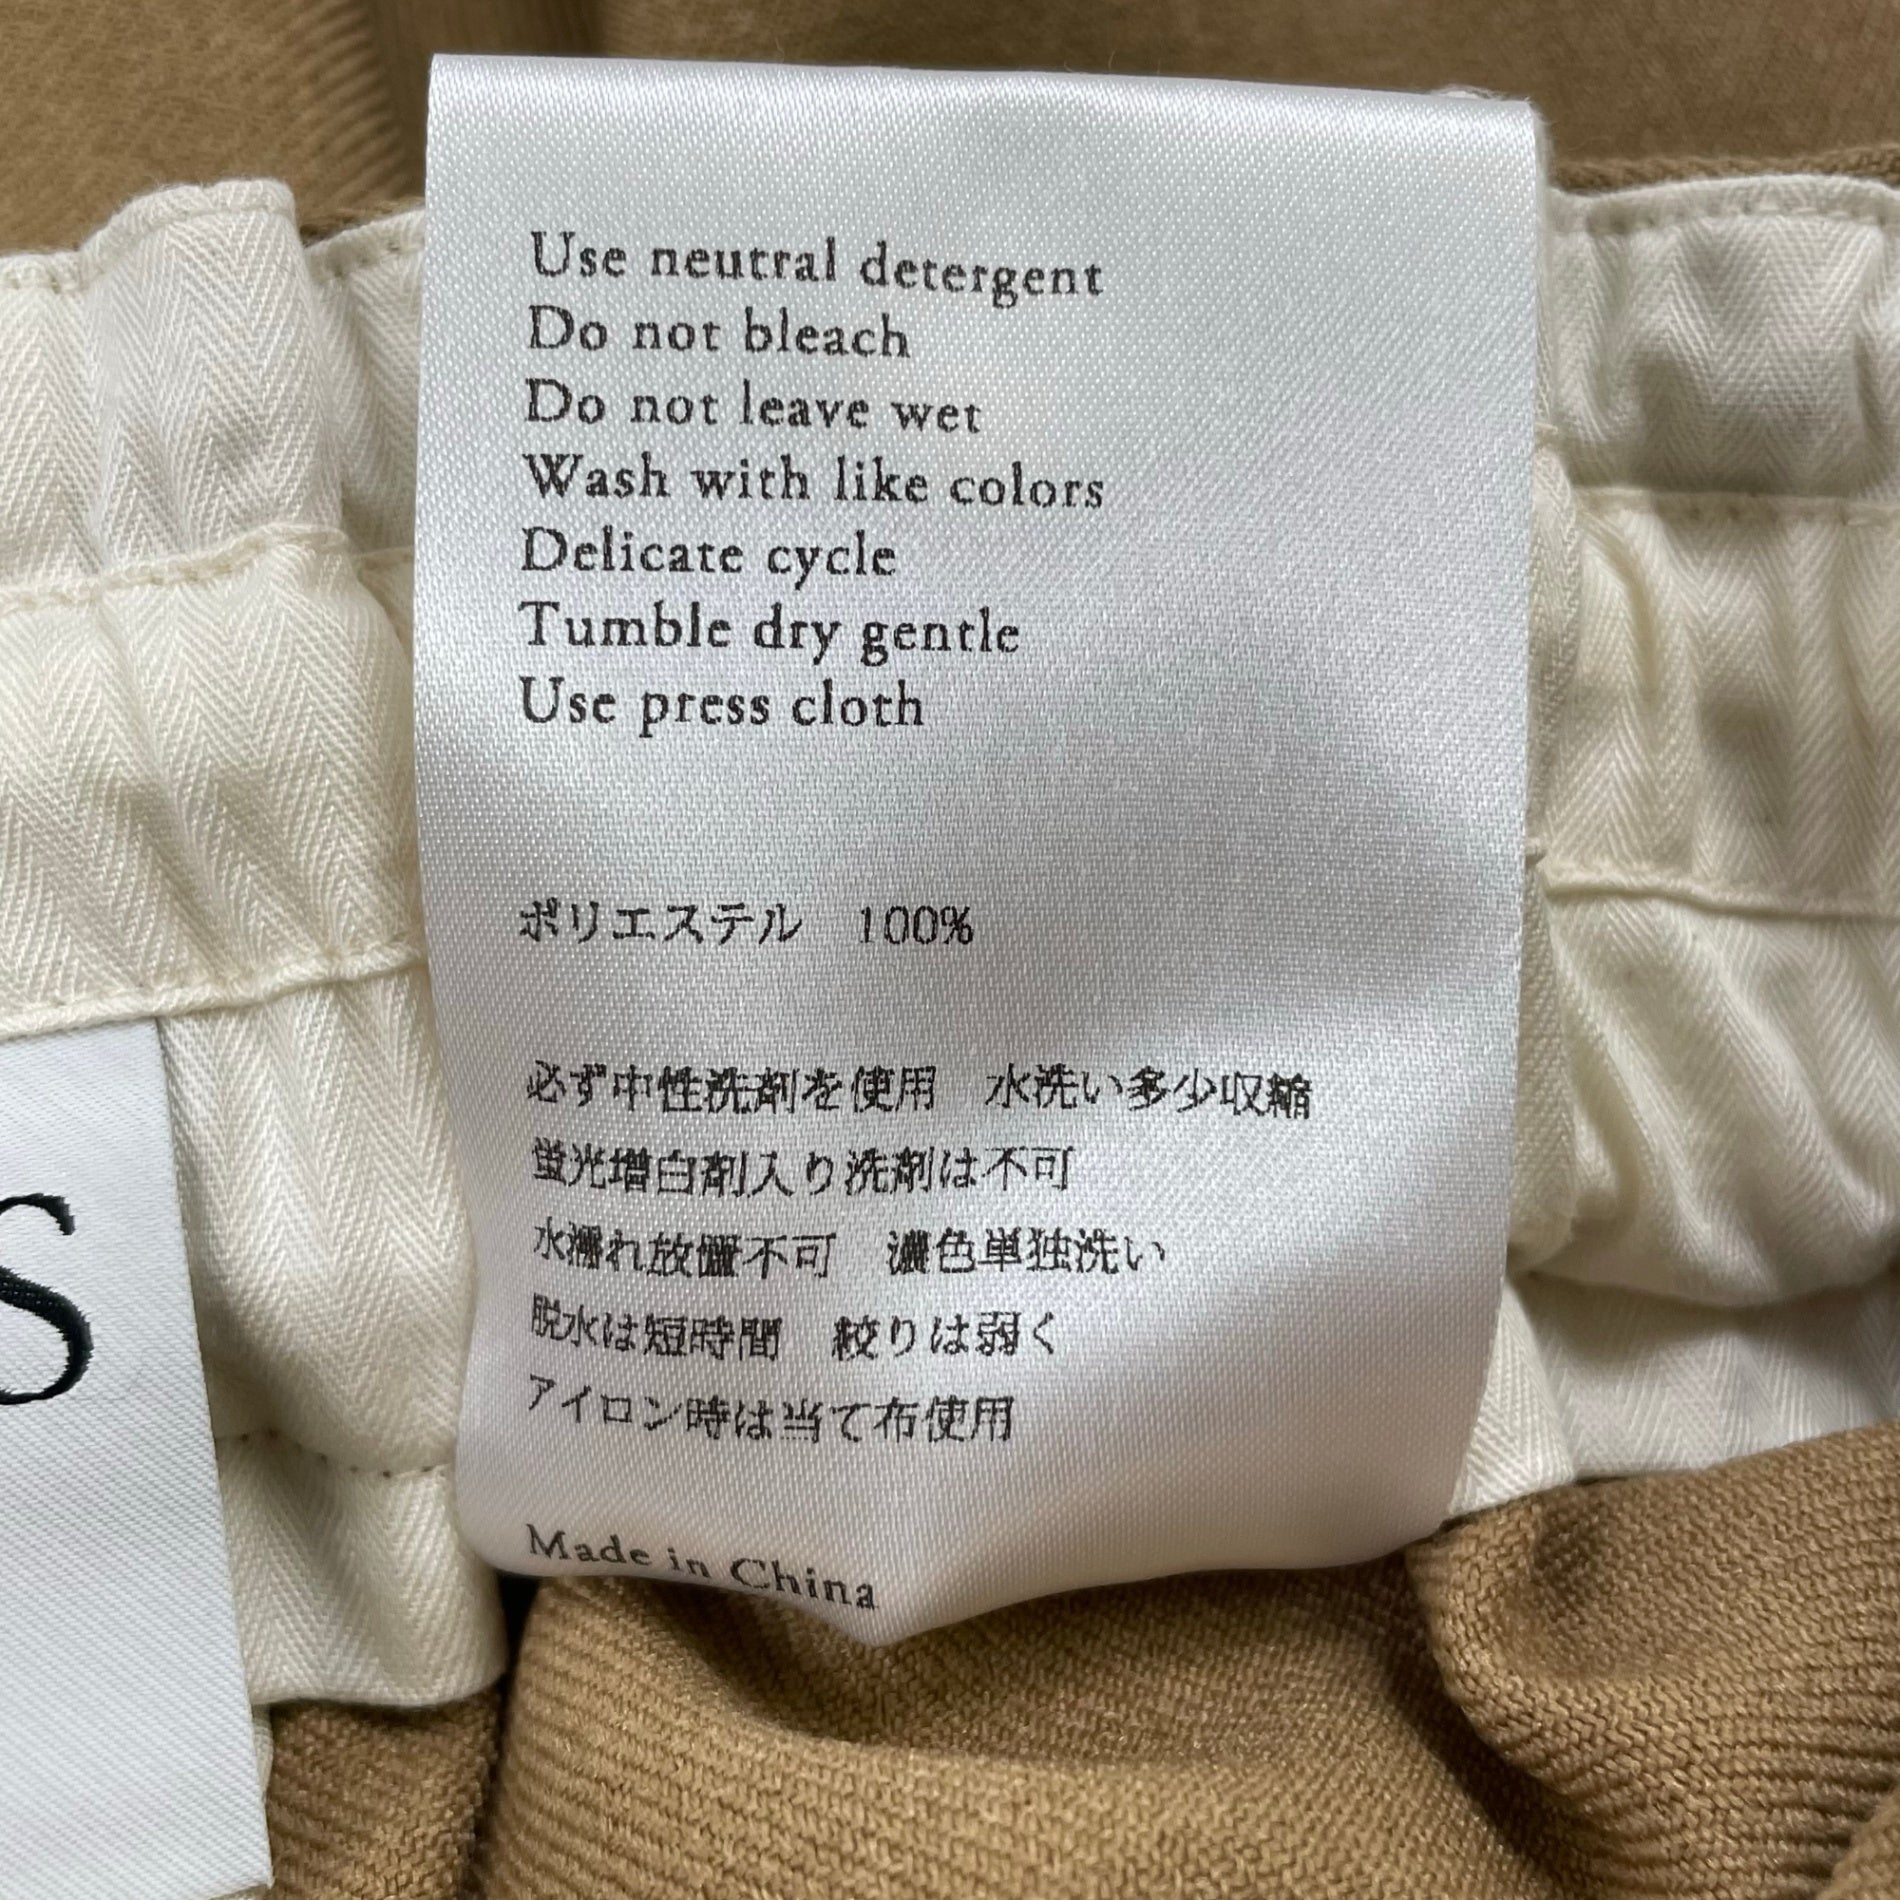 Use neutral detergent
Do not bleach
Do not leave wet
Wash with like colors
Delicate cycle
Tumble dry gentle
Use press cloth
ポリエステル　100%
必ず中性洗剤を使用　水洗い多少収縮
蛍光増白剤入り洗剤は不可
水濡れ放置不可　濃色単独洗い
脱水は短時間　絞りは弱く
アイロン時は当て布使用
Made in China
S